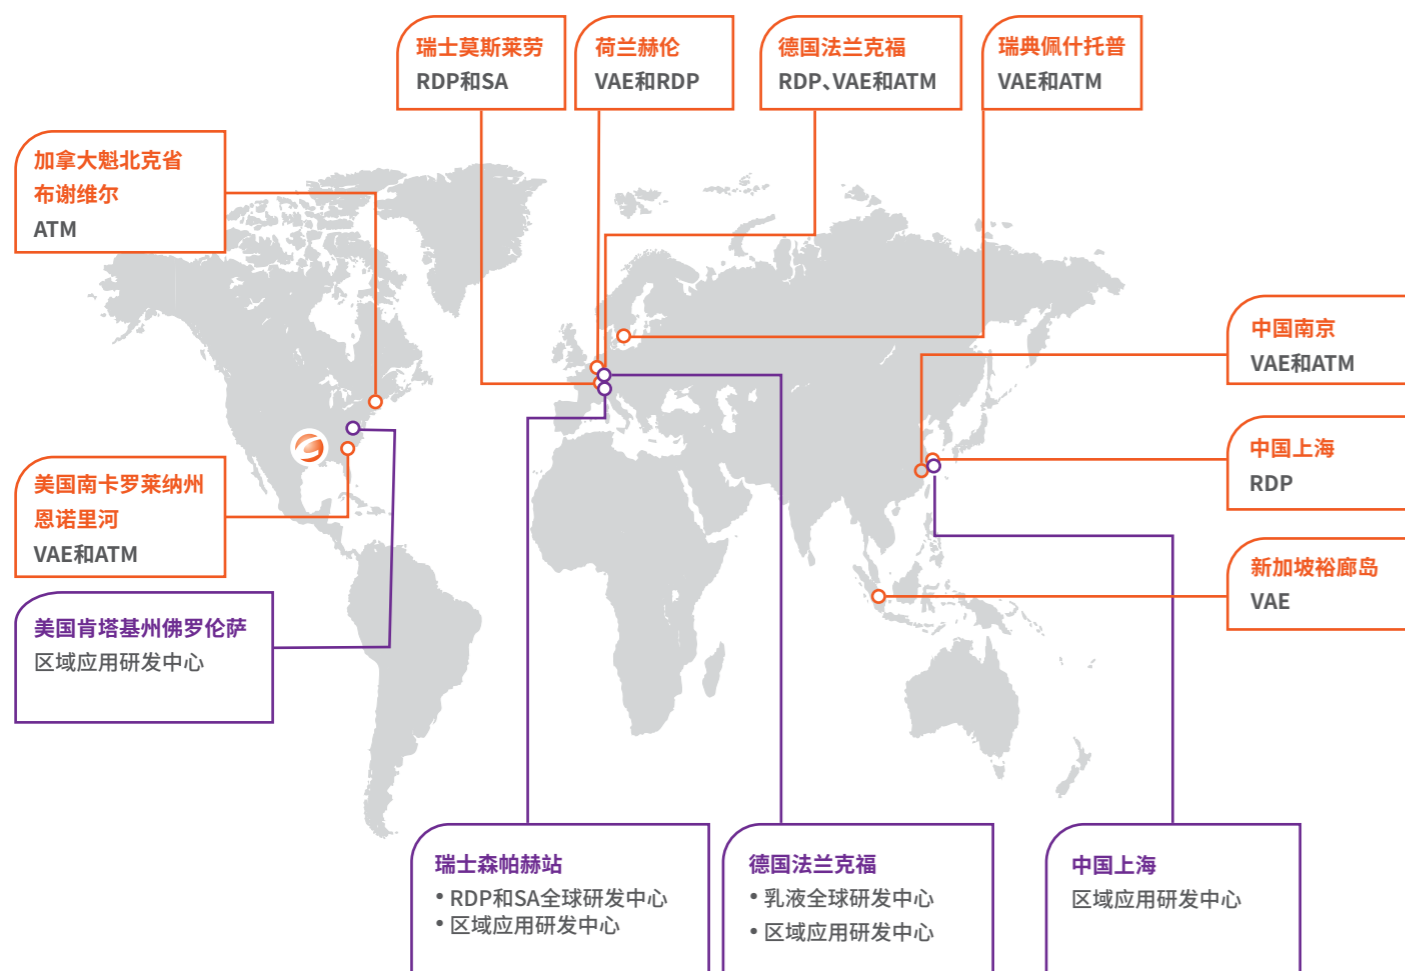 瑞士莫斯莱劳
RDP和SA
荷兰赫伦
VAE和RDP
德国法兰克福
RDP、VAE和ATM
瑞典佩什托普
VAE和ATM
加拿大魁北克省
布谢维尔
ATM
中国南京
VAE和ATM
中国上海
RDP
美国南卡罗莱纳州
恩诺里河
VAE和ATM
新加坡裕廊岛
VAE
美国肯塔基州佛罗伦萨
区域应用研发中心
瑞士森帕赫站
• RDP和SA全球研发中心
• 区域应用研发中心
德国法兰克福
• 乳液全球研发中心
• 区域应用研发中心
中国上海
区域应用研发中心